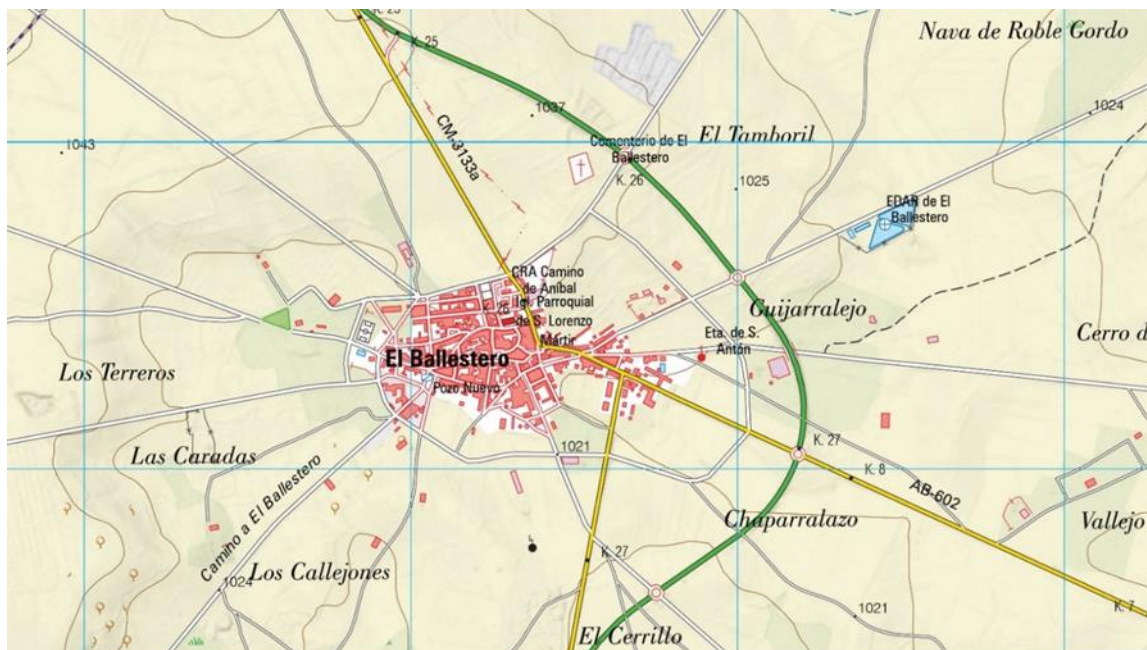 K. 25
K. 25
Nava de Roble Gordo
1024
1037
CM-3133a
El Tamboril
1043
Cementerio de El
Ballestero
K. 26
1025
EDAR de El
Ballestero
CRA Camino
de Aníbal
Igl. Parroquial
de S. Lorenzo
Mártir
K. 26
Guijarralejo
Eta. de S.
Antón
Cerro d
El Ballestero
Los Terreros
Pozo Nuevo
K. 27
1021
Las Caradas
K. 8
AB-602
Camino a El Ballestero
Chaparralazo
Vallejo
K. 27
Los Callejones
1024
1021
K. 7
El Cerrillo